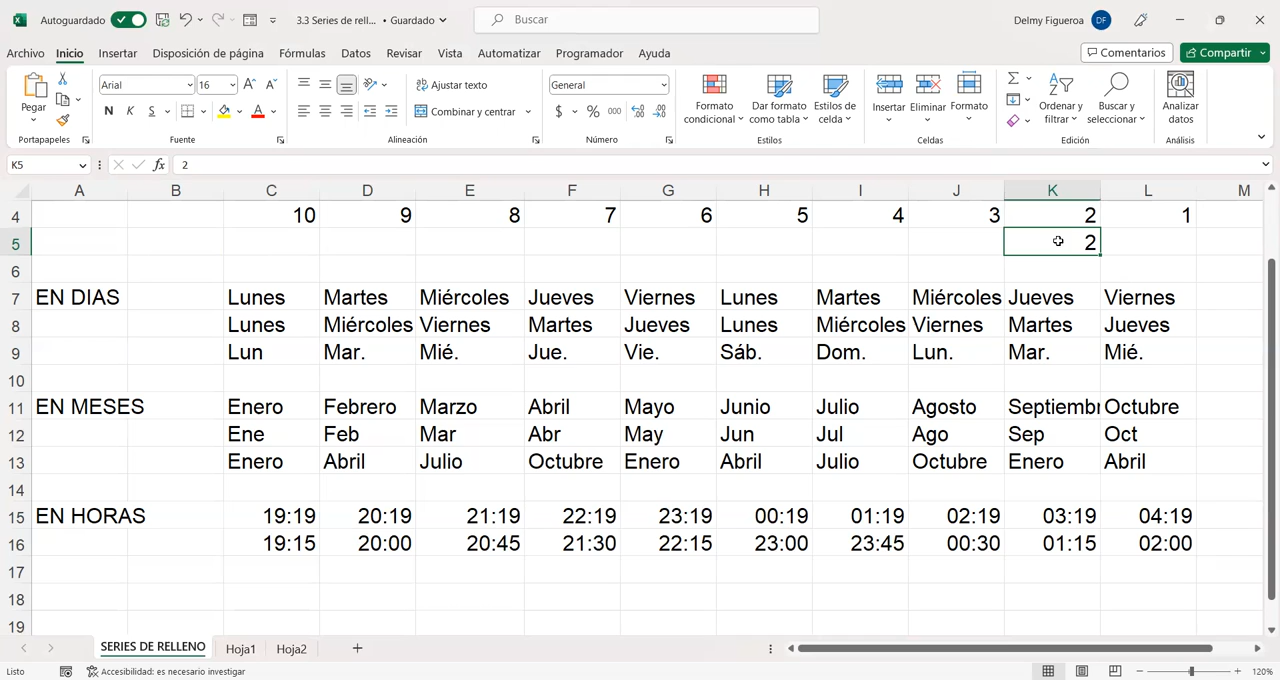 Autoguardado 3.3 Series de rell... • Guardado Buscar Delmy Figueroa DF
Archivo Inicio Insertar Disposición de página Fórmulas Datos Revisar Vista Automatizar Programador Ayuda Comentarios Compartir
Pegar Arial 16 Ajustar texto General Formato condicional Dar formato como tabla Estilos de celda Insertar Eliminar Formato Ordenar y filtrar Buscar y seleccionar Analizar datos
N K S Combinar y centrar $ % 000
Portapapeles Fuente Alineación Número Estilos Celdas Edición Análisis
K5 fx 2
A B C D E F G H I J K L M
4 10 9 8 7 6 5 4 3 2 1
5 2
6
7 EN DIAS Lunes Martes Miércoles Jueves Viernes Lunes Martes Miércoles Jueves Viernes
8 Lunes Miércoles Viernes Martes Jueves Lunes Miércoles Viernes Martes Jueves
9 Lun Mar. Mié. Jue. Vie. Sáb. Dom. Lun. Mar. Mié.
10
11 EN MESES Enero Febrero Marzo Abril Mayo Junio Julio Agosto Septiembr Octubre
12 Ene Feb Mar Abr May Jun Jul Ago Sep Oct
13 Enero Abril Julio Octubre Enero Abril Julio Octubre Enero Abril
14
15 EN HORAS 19:19 20:19 21:19 22:19 23:19 00:19 01:19 02:19 03:19 04:19
16 19:15 20:00 20:45 21:30 22:15 23:00 23:45 00:30 01:15 02:00
17
18
19
SERIES DE RELLENO Hoja1 Hoja2
Listo Accesibilidad: es necesario investigar 120%